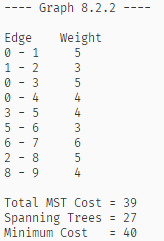 ---- Graph 8.2.2 ----
Edge Weight
0 - 1 5
1 - 2 3
0 - 3 5
0 - 4 4
3 - 5 4
5 - 6 3
6 - 7 6
2 - 8 5
8 - 9 4
Total MST Cost = 39
Spanning Trees = 27
Minimum Cost = 40